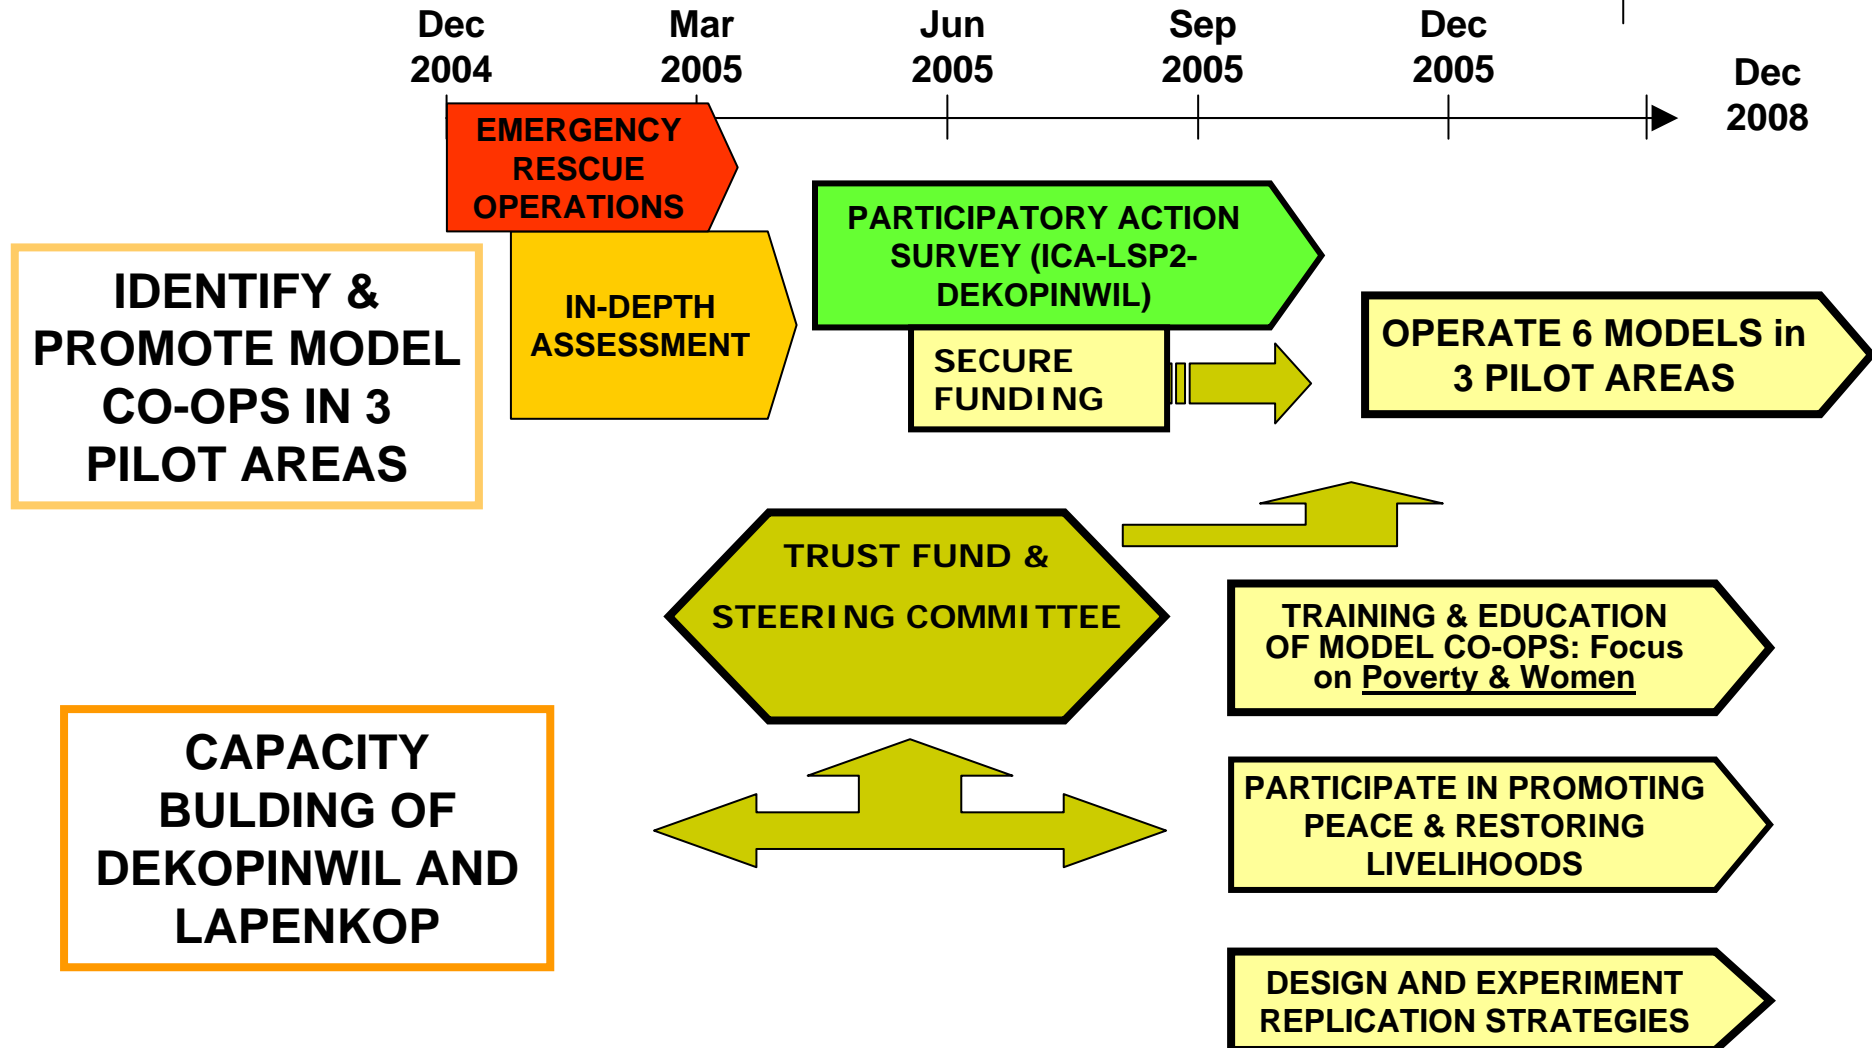 Dec
2004
Mar
2005
Jun
2005
Sep
2005
Dec
2005
Dec
2008
EMERGENCY
RESCUE
OPERATIONS
IN-DEPTH
ASSESSMENT
PARTICIPATORY ACTION
SURVEY (ICA-LSP2-
DEKOPINWIL)
SECURE
FUNDING
OPERATE 6 MODELS in
3 PILOT AREAS
IDENTIFY &
PROMOTE MODEL
CO-OPS IN 3
PILOT AREAS
TRUST FUND &
STEERING COMMITTEE
TRAINING & EDUCATION
OF MODEL CO-OPS: Focus
on Poverty & Women
CAPACITY
BULDING OF
DEKOPINWIL AND
LAPENKOP
PARTICIPATE IN PROMOTING
PEACE & RESTORING
LIVELIHOODS
DESIGN AND EXPERIMENT
REPLICATION STRATEGIES